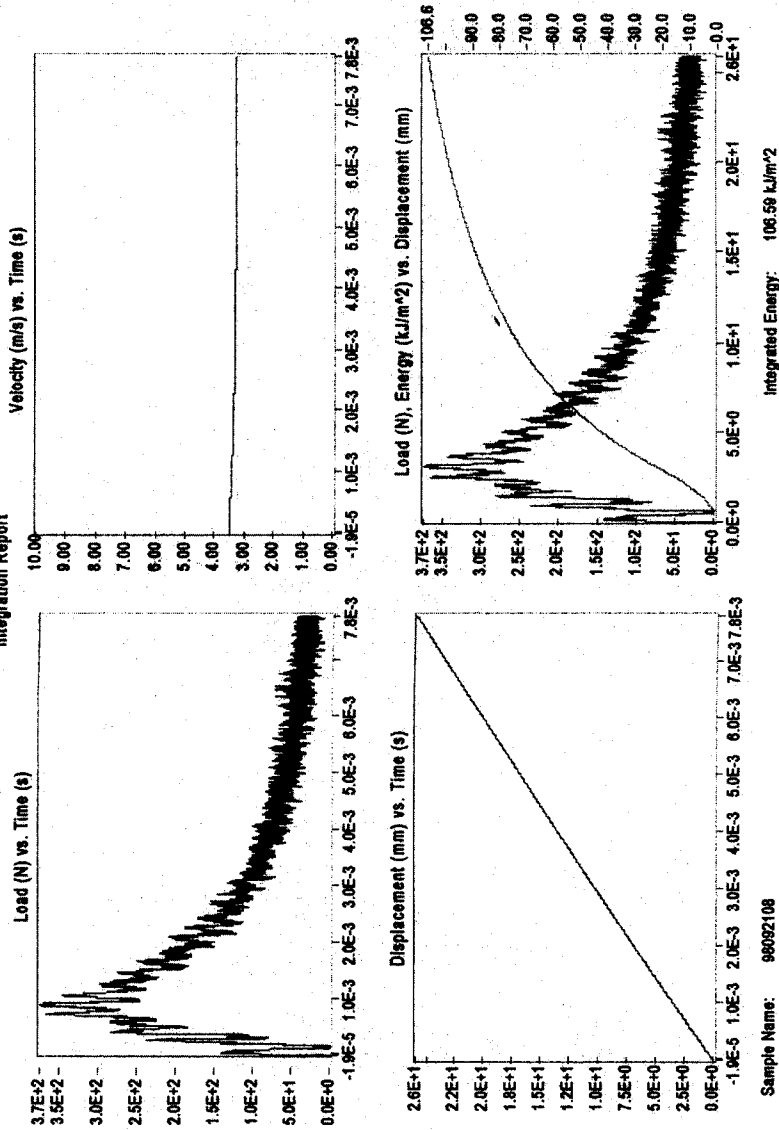 Integration Report
Load (N) vs. Time (s)
3.7E+2
3.5E+2
3.0E+2
2.5E+2
2.0E+2
1.5E+2
1.0E+2
5.0E+1
0.0E+0
-1.9E-5 1.0E-3 2.0E-3 3.0E-3 4.0E-3 5.0E-3 6.0E-3 7.8E-3
Velocity (m/s) vs. Time (s)
10.00
9.00
8.00
7.00
6.00
5.00
4.00
3.00
2.00
1.00
0.00
-1.9E-5 1.0E-3 2.0E-3 3.0E-3 4.0E-3 5.0E-3 6.0E-3 7.0E-3 7.8E-3
Displacement (mm) vs. Time (s)
2.6E+1
2.2E+1
2.0E+1
1.7E+1
1.5E+1
1.2E+1
1.0E+1
7.5E+0
5.0E+0
2.5E+0
0.0E+0
-1.9E-5 1.0E-3 2.0E-3 3.0E-3 4.0E-3 5.0E-3 6.0E-3 7.0E-3 7.8E-3
Load (N), Energy (kJ/m^2) vs. Displacement (mm)
3.7E+2
3.5E+2
3.0E+2
2.5E+2
2.0E+2
1.5E+2
1.0E+2
5.0E+1
0.0E+0
-106.6
-90.0
-80.0
-70.0
-60.0
-50.0
-40.0
-30.0
-20.0
-10.0
-0.0
0.0E+0 5.0E+0 1.0E+1 1.5E+1 2.0E+1 2.6E+1
Sample Name: 98092108
Integrated Energy: 106.59 kJ/m^2